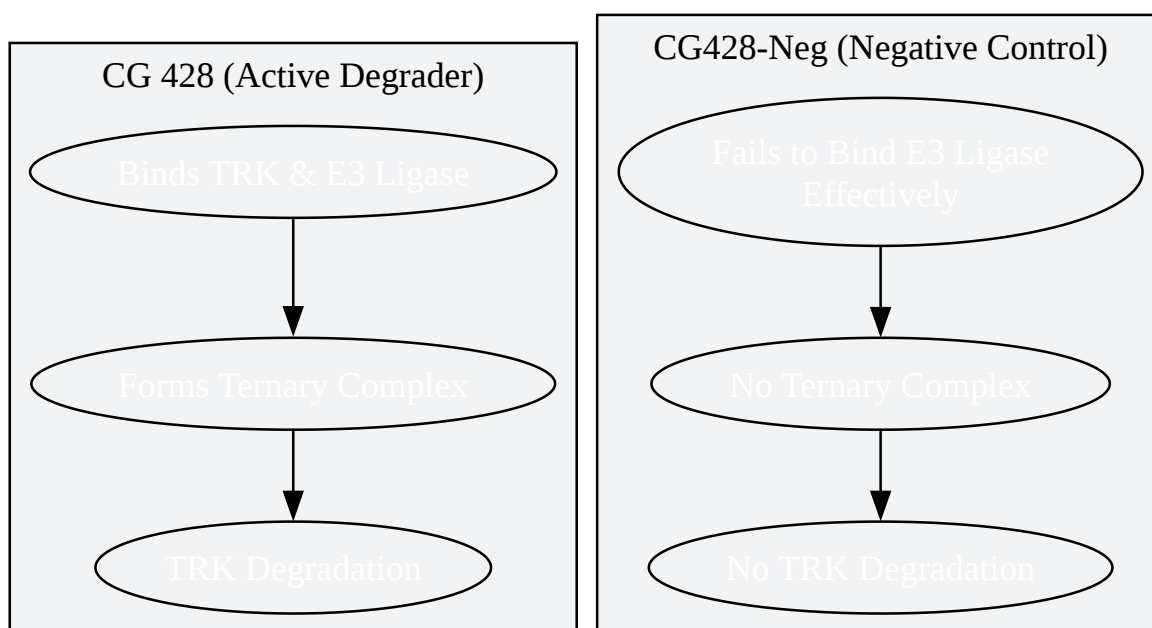 CG 428 (Active Degrader)
Binds TRK & E3 Ligase
Forms Ternary Complex
TRK Degradation
CG428-Neg (Negative Control)
Fails to Bind E3 Ligase
Effectively
No Ternary Complex
No TRK Degradation